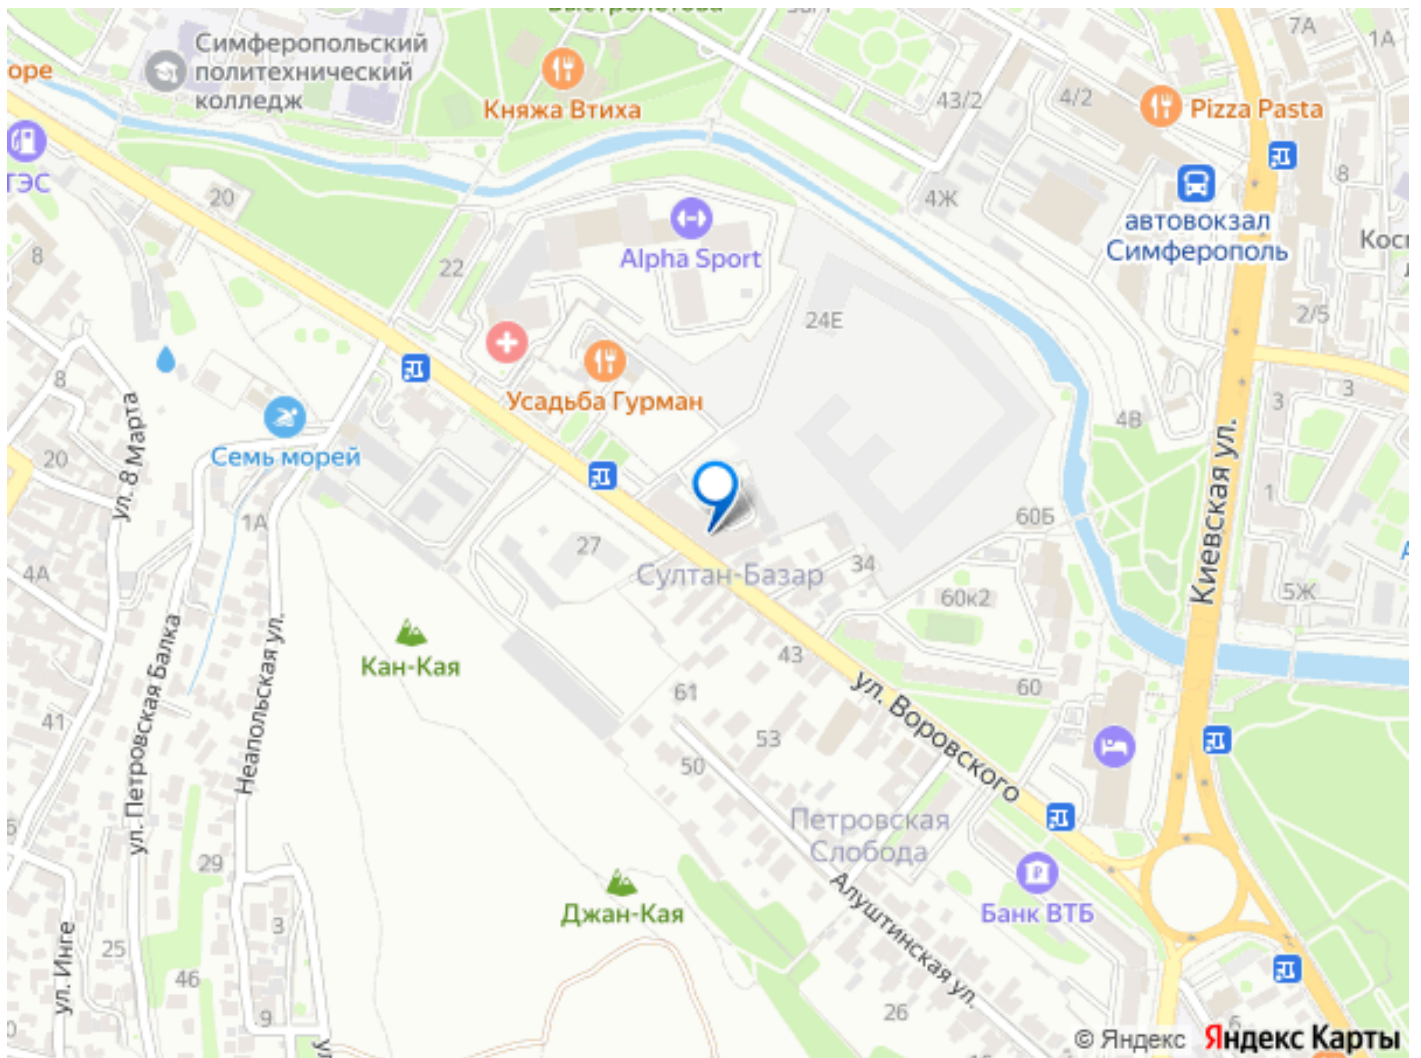 Симферопольский
политехнический
колледж
оре
Княжа Втиха
43/2
4/2
Pizza Pasta
7А
1А
ТЭС
20
4Ж
8
автовокзал
Симферополь
8
22
Alpha Sport
24Е
2/5
Усадьба Гурман
8
ул. 8 Марта
Семь морей
20
4В
3
3
Киевская ул.
1
1А
27
60Б
34
4А
Султан-Базар
60к2
5Ж
Кан-Кая
43
60
61
ул. Воровского
41
53
50
ул. Петровская Балка
Неапольская ул.
Петровская
Слобода
29
Алуштинская ул.
Банк ВТБ
Джан-Кая
3
25
46
ул. Инге
9
26
6
© Яндекс Яндекс Карты